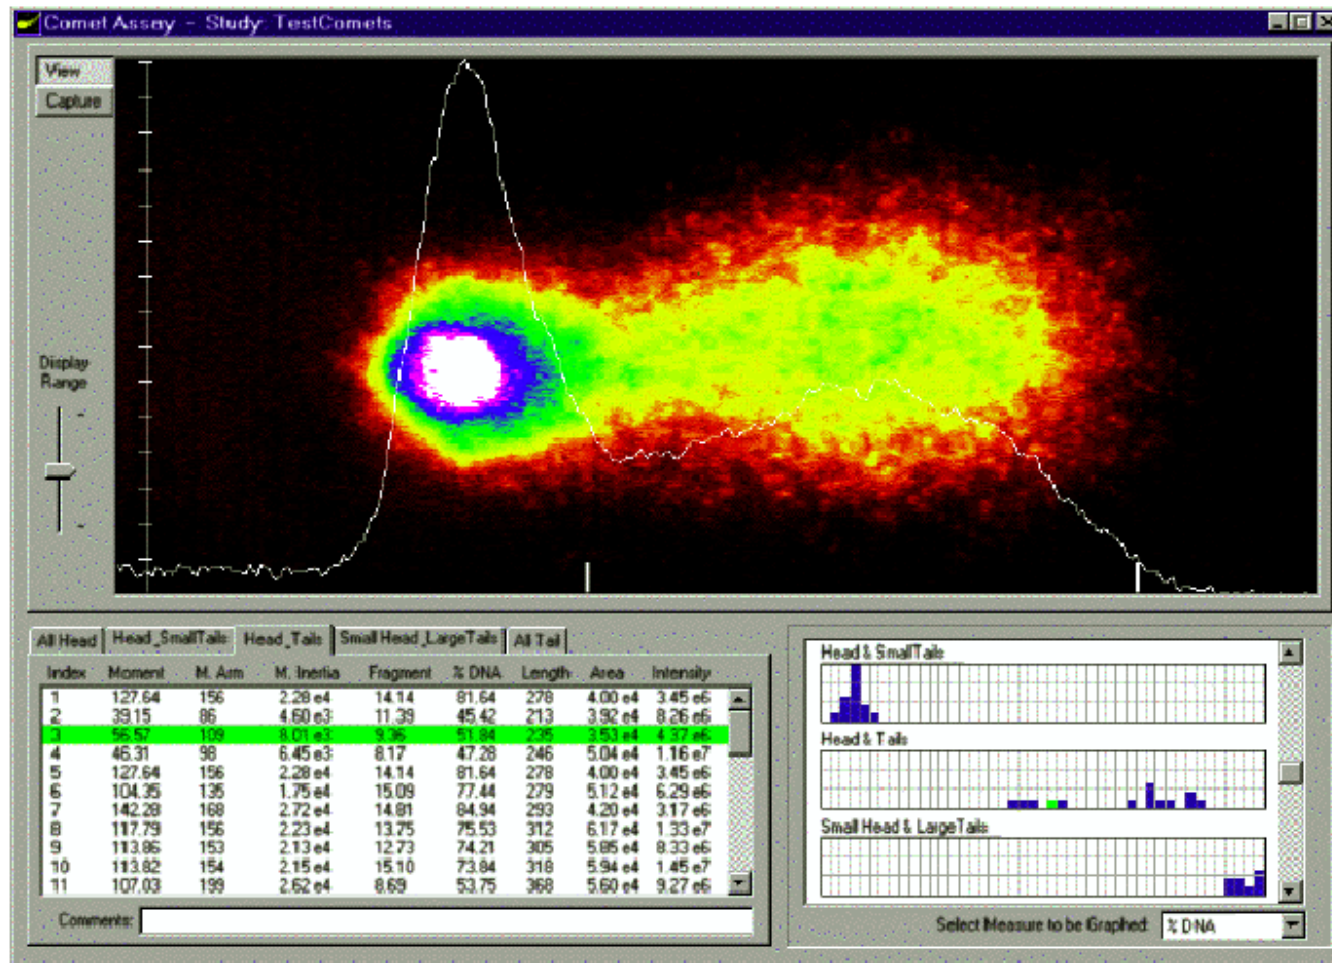 Comet Assay - Study: TestComets
View
Capture
Display
Range
All Head Head_SmallTails Head_Tails Small Head_LargeTails All Tail
Index Moment M. Arm M. Inertia Fragment % DNA Length Area Intensity
1 127.64 156 2.28 e4 14.14 81.64 278 4.00 e4 3.45 e6
2 39.15 86 4.60 e3 11.39 45.42 213 3.92 e4 8.26 e6
3 56.57 109 8.01 e3 9.36 51.84 235 3.53 e4 4.37 e6
4 46.31 98 6.45 e3 8.17 47.28 246 5.04 e4 1.16 e7
5 127.64 156 2.28 e4 14.14 81.64 278 4.00 e4 3.45 e6
6 104.35 135 1.75 e4 15.09 77.44 279 5.12 e4 6.29 e6
7 142.28 168 2.72 e4 14.81 84.94 293 4.20 e4 3.17 e6
8 117.79 156 2.23 e4 13.75 75.53 312 6.17 e4 1.33 e7
9 113.86 153 2.13 e4 12.73 74.21 305 5.85 e4 8.33 e6
10 113.82 154 2.15 e4 15.10 73.84 318 5.94 e4 1.45 e7
11 107.03 199 2.62 e4 8.69 53.75 368 5.60 e4 9.27 e6
Comments:
Head & SmallTails
Head & Tails
Small Head & LargeTails
Select Measure to be Graphed: % DNA